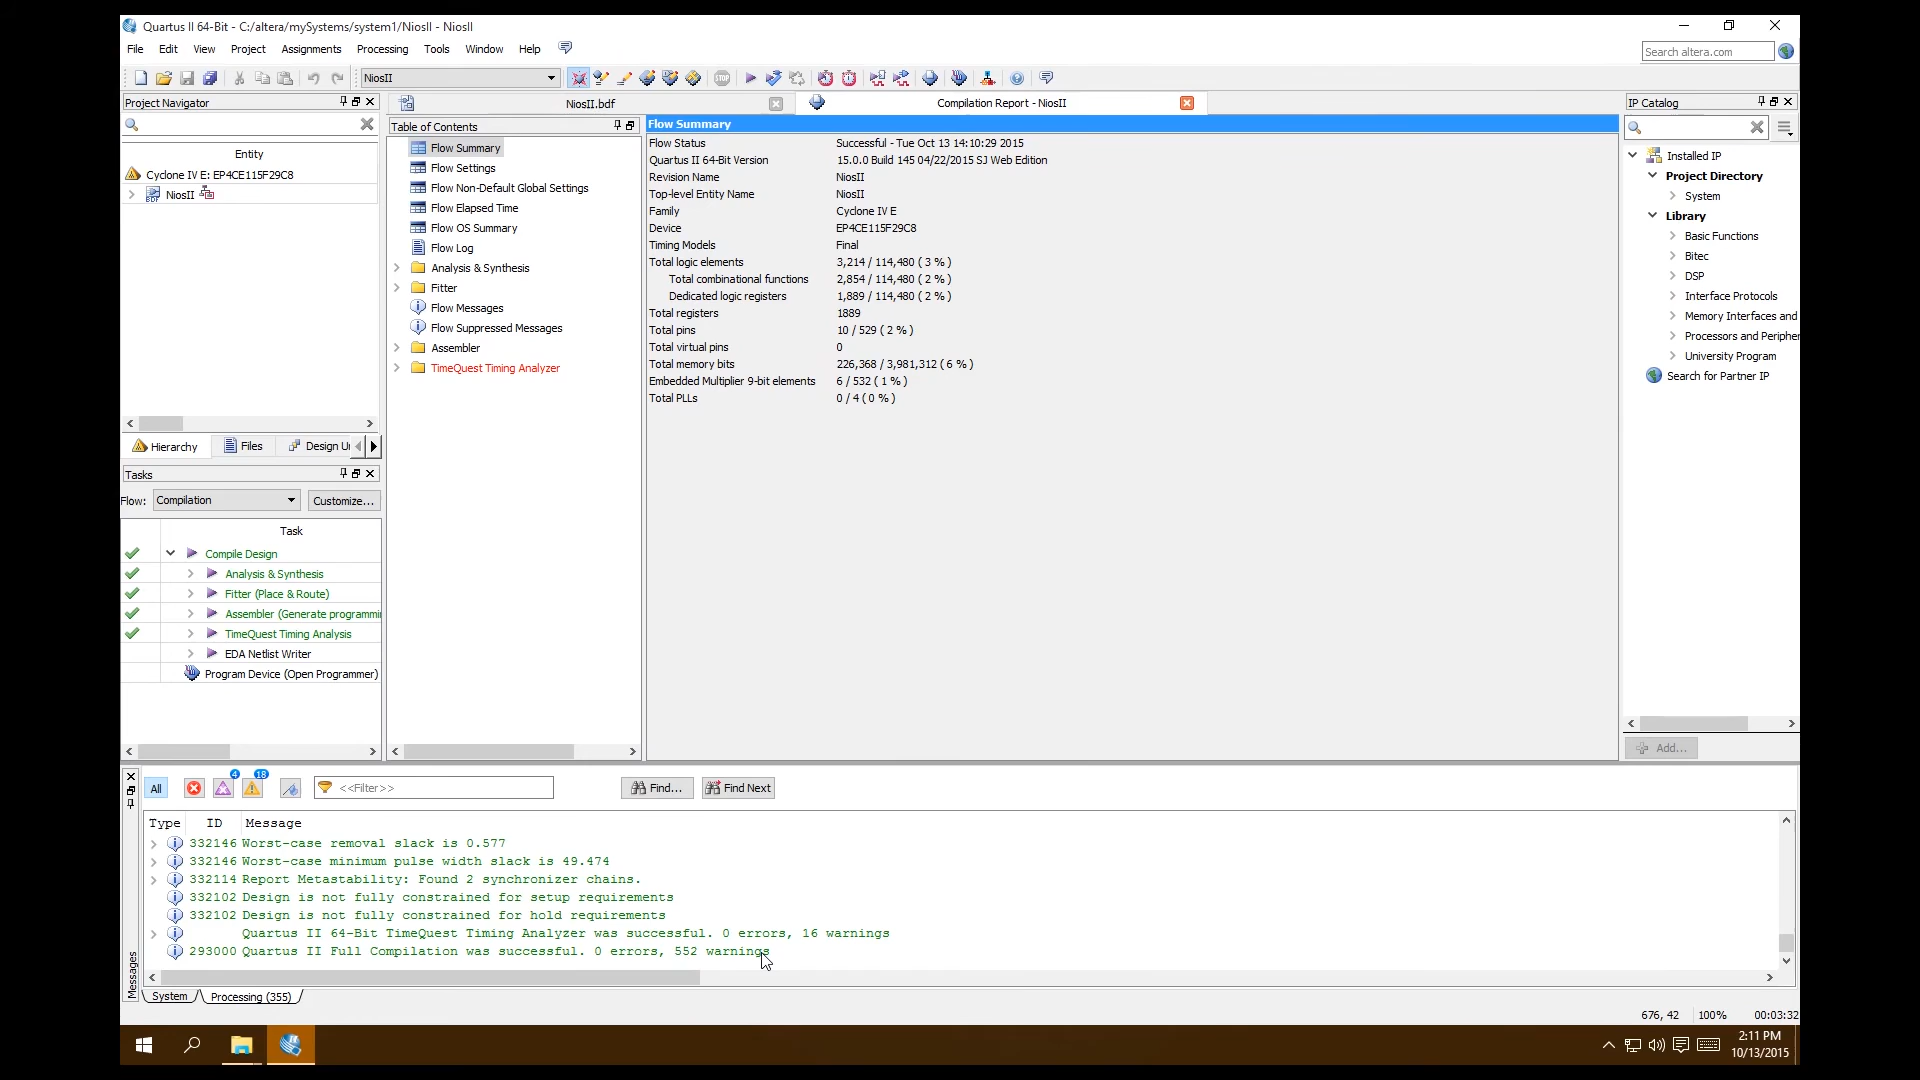 Quartus II 64-Bit - C:/altera/mySystems/system1/NiosII - NiosII
File Edit View Project Assignments Processing Tools Window Help
Search altera.com
NiosII
Project Navigator
Entity
Cyclone IV E: EP4CE115F29C8
NiosII
Hierarchy Files Design Un
Tasks
Flow: Compilation Customize...
Task
Compile Design
Analysis & Synthesis
Fitter (Place & Route)
Assembler (Generate programmi
TimeQuest Timing Analysis
EDA Netlist Writer
Program Device (Open Programmer)
NiosII.bdf
Compilation Report - NiosII
Table of Contents
Flow Summary
Flow Settings
Flow Non-Default Global Settings
Flow Elapsed Time
Flow OS Summary
Flow Log
Analysis & Synthesis
Fitter
Flow Messages
Flow Suppressed Messages
Assembler
TimeQuest Timing Analyzer
Flow Summary
Flow Status Successful - Tue Oct 13 14:10:29 2015
Quartus II 64-Bit Version 15.0.0 Build 145 04/22/2015 SJ Web Edition
Revision Name NiosII
Top-level Entity Name NiosII
Family Cyclone IV E
Device EP4CE115F29C8
Timing Models Final
Total logic elements 3,214 / 114,480 ( 3 % )
Total combinational functions 2,854 / 114,480 ( 2 % )
Dedicated logic registers 1,889 / 114,480 ( 2 % )
Total registers 1889
Total pins 10 / 529 ( 2 % )
Total virtual pins 0
Total memory bits 226,368 / 3,981,312 ( 6 % )
Embedded Multiplier 9-bit elements 6 / 532 ( 1 % )
Total PLLs 0 / 4 ( 0 % )
IP Catalog
Installed IP
Project Directory
System
Library
Basic Functions
Bitec
DSP
Interface Protocols
Memory Interfaces and
Processors and Peripher
University Program
Search for Partner IP
Add...
All 4 18 <<Filter>> Find... Find Next
Type ID Message
332146 Worst-case removal slack is 0.577
332146 Worst-case minimum pulse width slack is 49.474
332114 Report Metastability: Found 2 synchronizer chains.
332102 Design is not fully constrained for setup requirements
332102 Design is not fully constrained for hold requirements
Quartus II 64-Bit TimeQuest Timing Analyzer was successful. 0 errors, 16 warnings
293000 Quartus II Full Compilation was successful. 0 errors, 552 warnings
Messages
System Processing (355)
676, 42 100% 00:03:32
2:11 PM
10/13/2015